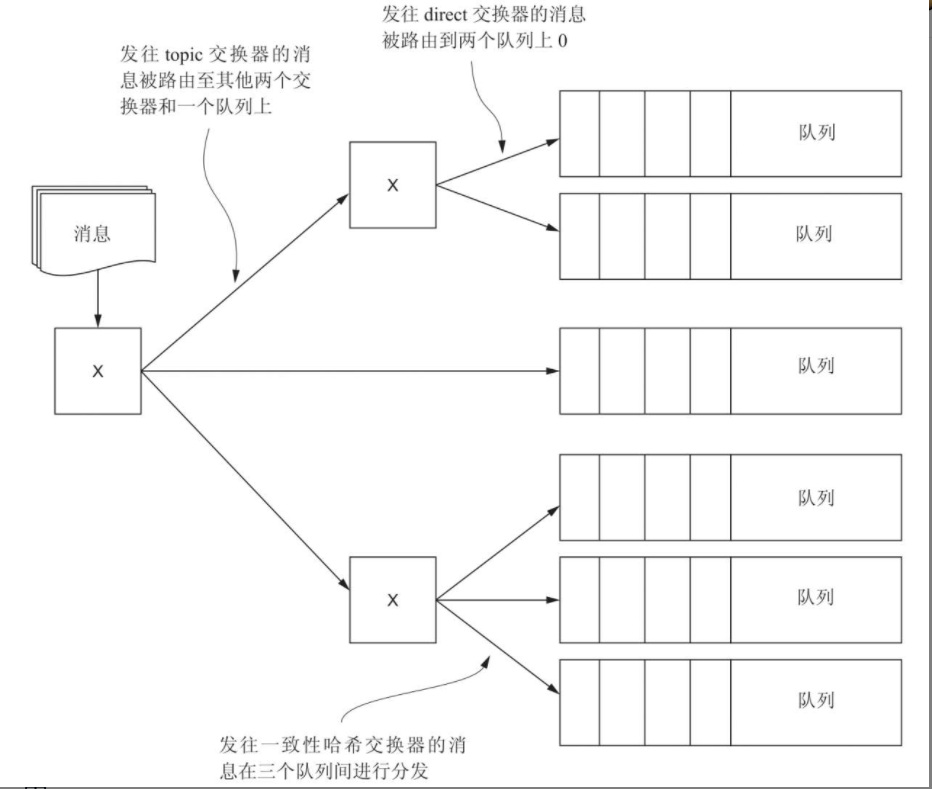 发往 direct 交换器的消息
被路由到两个队列上 0
发往 topic 交换器的消
息被路由至其他两个交
换器和一个队列上
队列
X
队列
消息
队列
X
队列
队列
X
队列
发往一致性哈希交换器的消
息在三个队列间进行分发